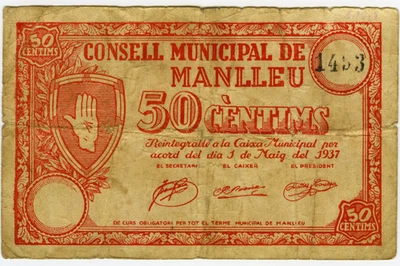 50
CENTIMS
CONSELL MUNICIPAL DE
MANLLEU
1453
50 CÈNTIMS
Reintegrable a la Caixa Municipal per
acord del dia 1 de Maig del 1937
EL SECRETARI EL CAIXER EL PRESIDENT
DE CURS OBLIGATORI PER TOT EL TERME MUNICIPAL DE MANLLEU
50
CENTIMS